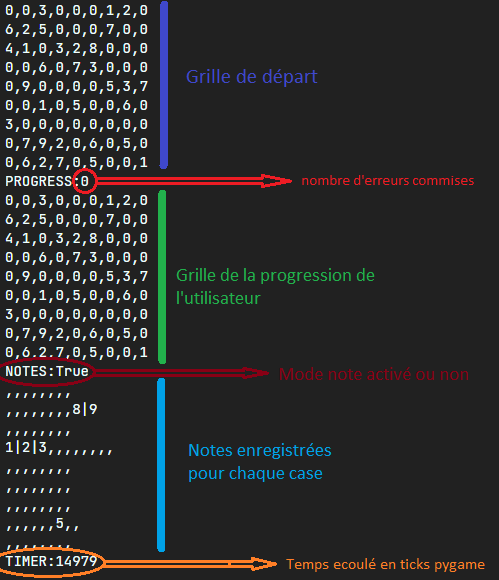 0,0,3,0,0,0,1,2,0
6,2,5,0,0,0,7,0,0
4,1,0,3,2,8,0,0,0
0,0,6,0,7,3,0,0,0
0,9,0,0,0,0,5,3,7
0,0,1,0,5,0,0,6,0
3,0,0,0,0,0,0,0,0
0,7,9,2,0,6,0,5,0
0,6,2,7,0,5,0,0,1
Grille de départ
PROGRESS:0
nombre d'erreurs commises
0,0,3,0,0,0,1,2,0
6,2,5,0,0,0,7,0,0
4,1,0,3,2,8,0,0,0
0,0,6,0,7,3,0,0,0
0,9,0,0,0,0,5,3,7
0,0,1,0,5,0,0,6,0
3,0,0,0,0,0,0,0,0
0,7,9,2,0,6,0,5,0
0,6,2,7,0,5,0,0,1
Grille de la progression de
l'utilisateur
NOTES:True
Mode note activé ou non
,,,,,,,,
,,,,,,,,8|9
,,,,,,,,
1|2|3,,,,,,,,
,,,,,,,,
,,,,,,,,
,,,,,,,,
,,,,,,5,,
,,,,,,,,
Notes enregistrées
pour chaque case
TIMER:14979
Temps ecoulé en ticks pygame